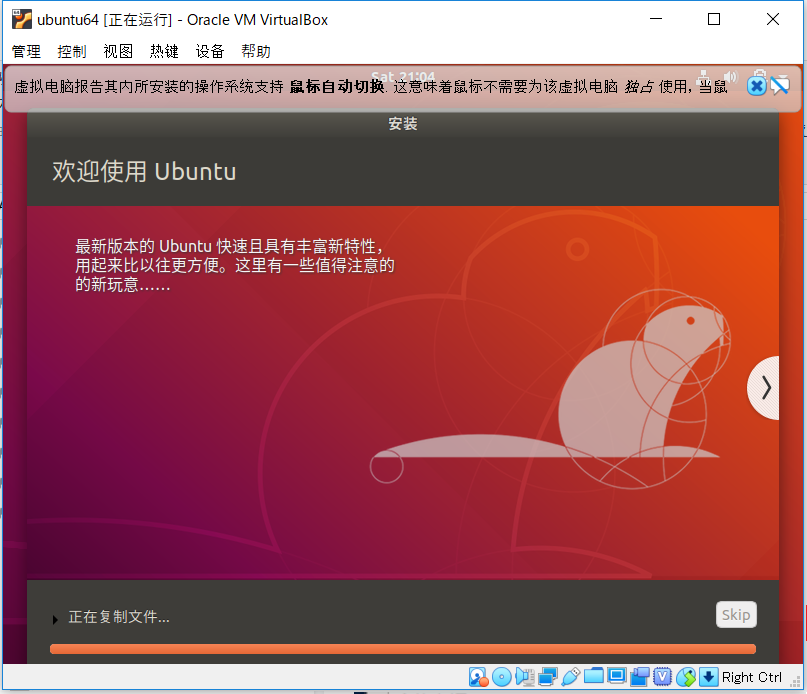 ubuntu64 [正在运行] - Oracle VM VirtualBox
管理 控制 视图 热键 设备 帮助
Sat 21:04
虚拟电脑报告其内所安装的操作系统支持 鼠标自动切换. 这意味着鼠标不需要为该虚拟电脑 独占 使用, 当鼠
安装
欢迎使用 Ubuntu
最新版本的 Ubuntu 快速且具有丰富新特性，
用起来比以往更方便。这里有一些值得注意的
的新玩意……
正在复制文件...
Skip
Right Ctrl